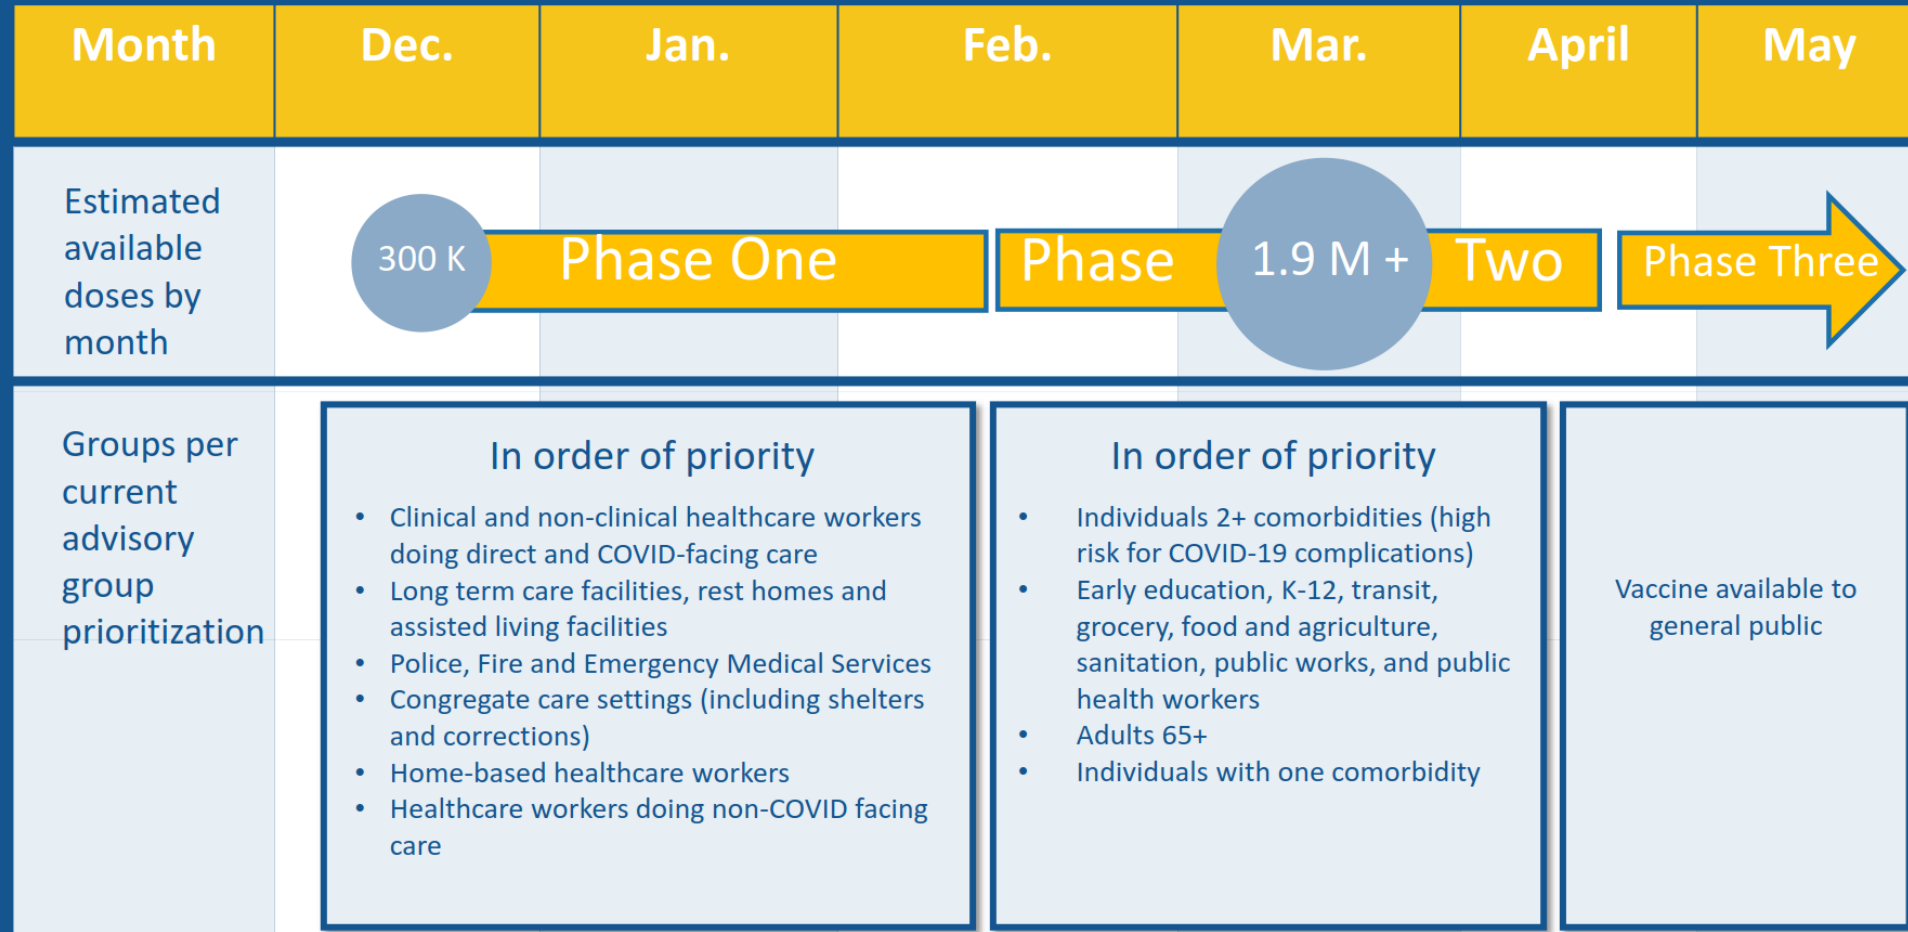 Month
Dec.
Jan.
Feb.
Mar.
April
May
Estimated
available
doses by
month
300 K
Phase One
Phase
1.9 M +
Two
Phase Three
Groups per
current
advisory
group
prioritization
In order of priority
• Clinical and non-clinical healthcare workers
doing direct and COVID-facing care
• Long term care facilities, rest homes and
assisted living facilities
• Police, Fire and Emergency Medical Services
• Congregate care settings (including shelters
and corrections)
• Home-based healthcare workers
• Healthcare workers doing non-COVID facing
care
In order of priority
• Individuals 2+ comorbidities (high
risk for COVID-19 complications)
• Early education, K-12, transit,
grocery, food and agriculture,
sanitation, public works, and public
health workers
• Adults 65+
• Individuals with one comorbidity
Vaccine available to
general public